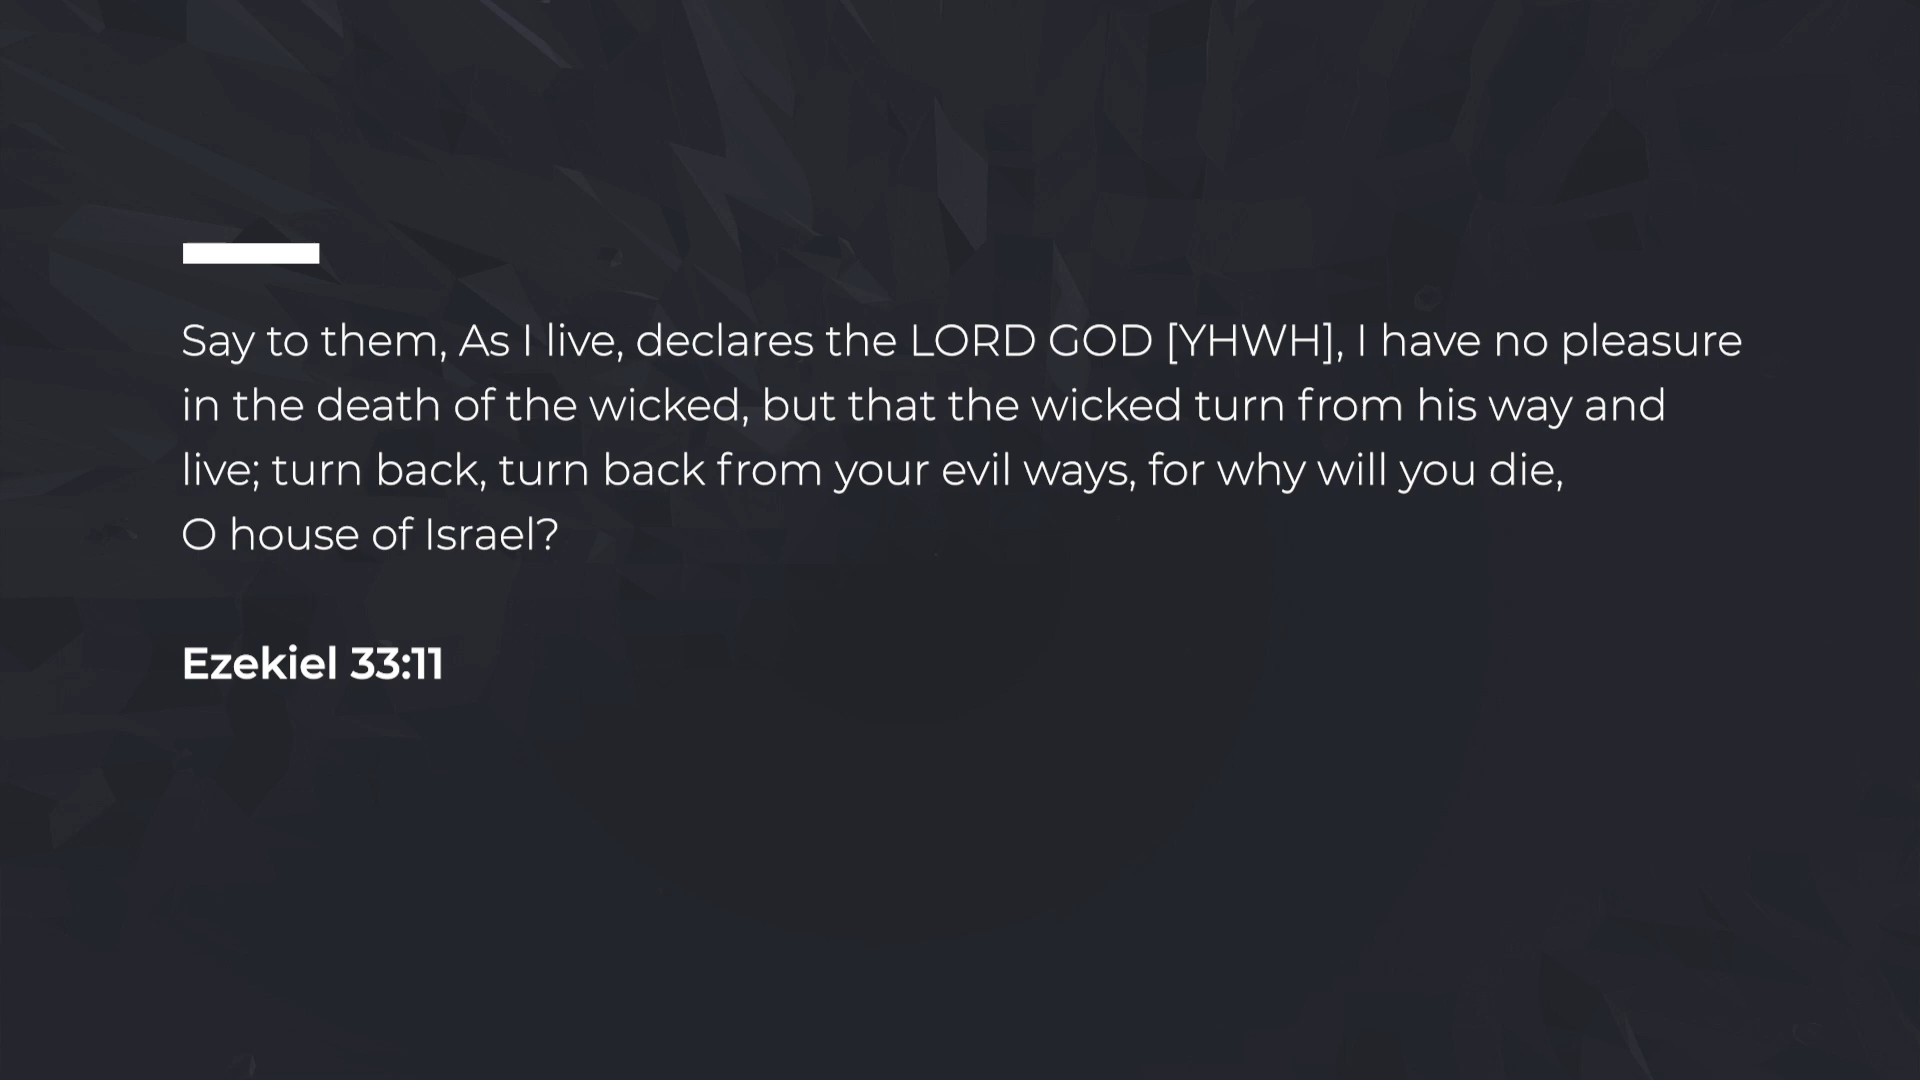 Say to them, As I live, declares the LORD GOD [YHWH], I have no pleasure
in the death of the wicked, but that the wicked turn from his way and
live; turn back, turn back from your evil ways, for why will you die,
O house of Israel?
Ezekiel 33:11